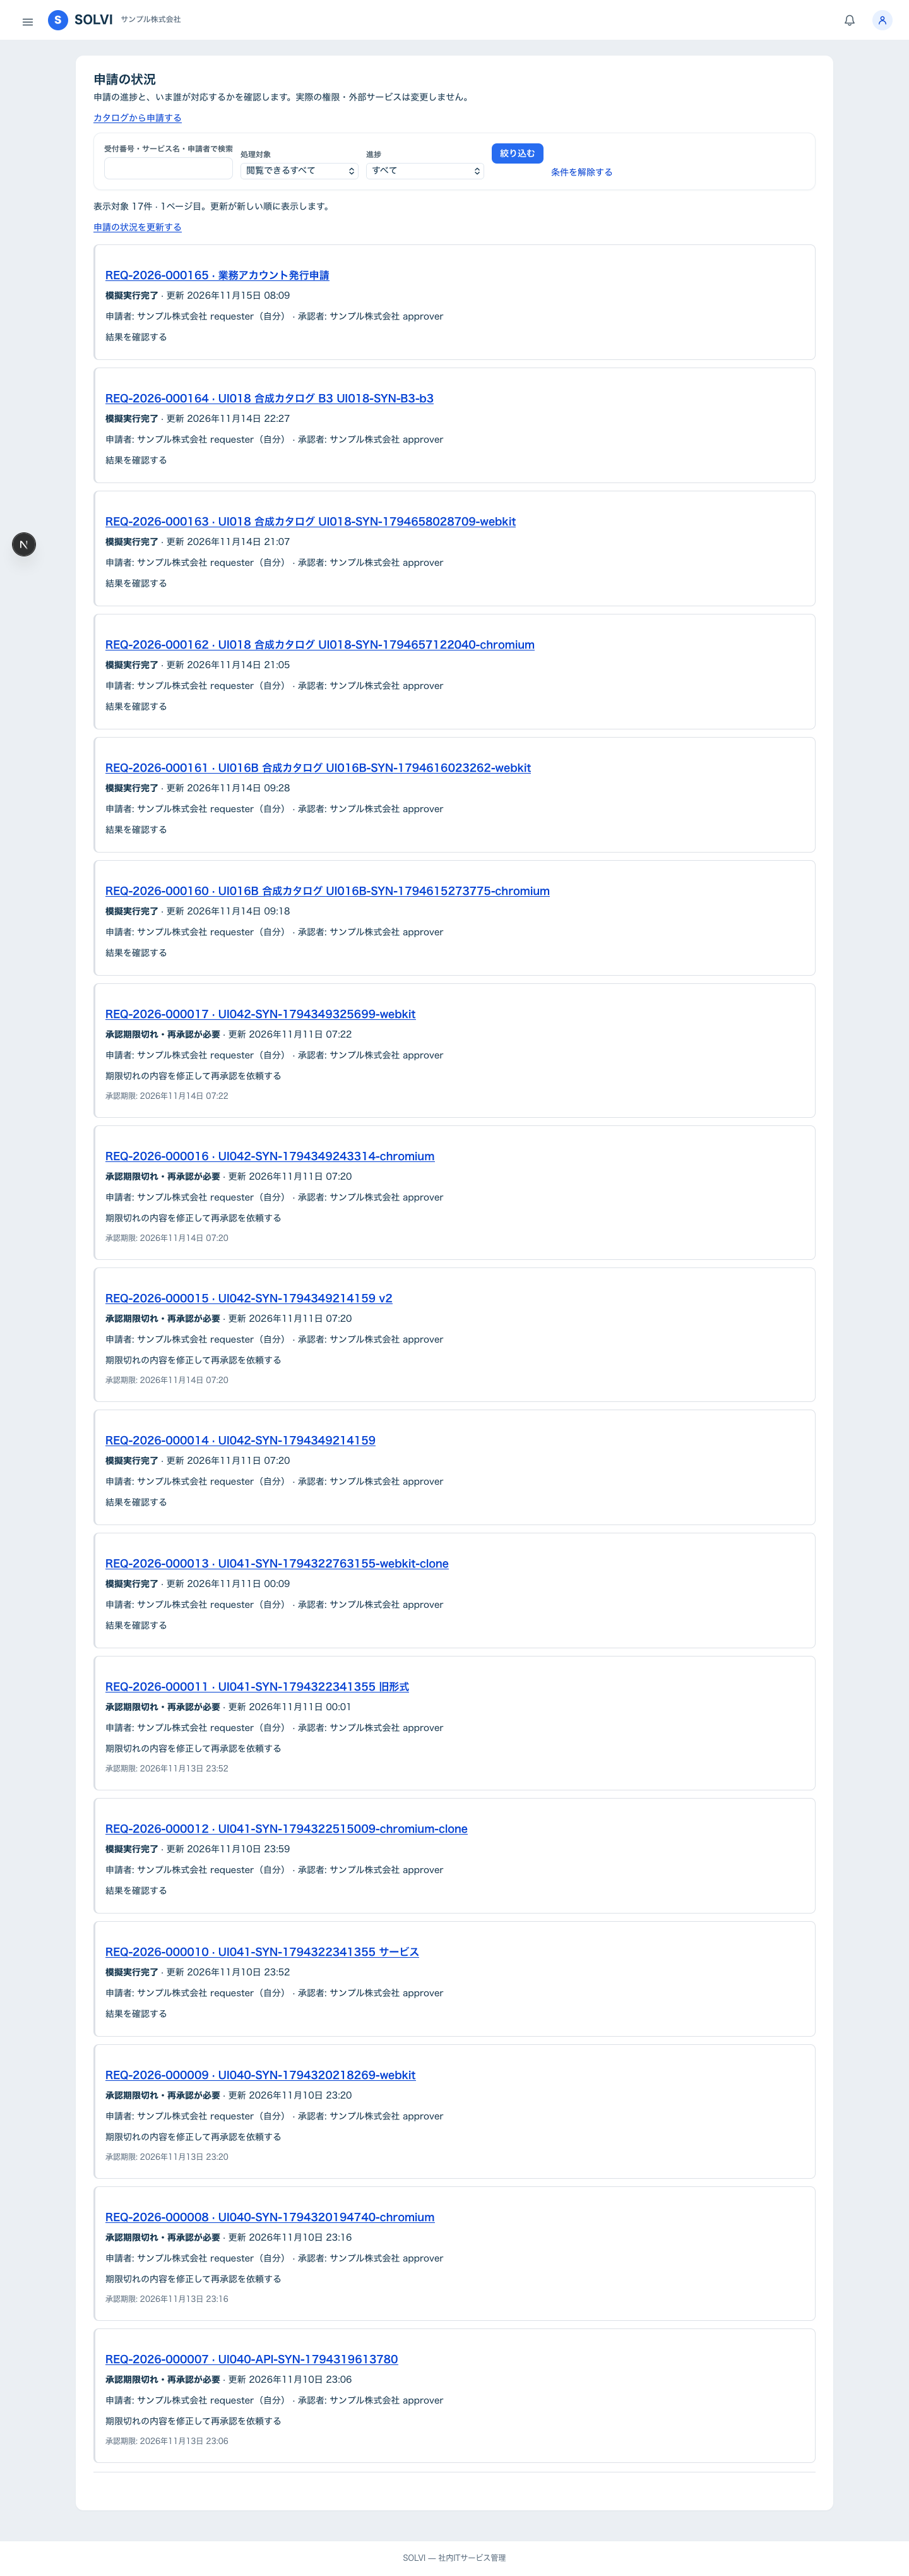 S SOLVI サンプル株式会社
申請の状況
申請の進捗と、いま誰が対応するかを確認します。実際の権限・外部サービスは変更しません。
カタログから申請する
受付番号・サービス名・申請者で検索
処理対象
進捗
閲覧できるすべて
すべて
絞り込む
条件を解除する
表示対象 17件 · 1ページ目。更新が新しい順に表示します。
申請の状況を更新する
REQ-2026-000165 · 業務アカウント発行申請
模擬実行完了 · 更新 2026年11月15日 08:09
申請者: サンプル株式会社 requester（自分） · 承認者: サンプル株式会社 approver
結果を確認する
REQ-2026-000164 · UI018 合成カタログ B3 UI018-SYN-B3-b3
模擬実行完了 · 更新 2026年11月14日 22:27
申請者: サンプル株式会社 requester（自分） · 承認者: サンプル株式会社 approver
結果を確認する
REQ-2026-000163 · UI018 合成カタログ UI018-SYN-1794658028709-webkit
模擬実行完了 · 更新 2026年11月14日 21:07
申請者: サンプル株式会社 requester（自分） · 承認者: サンプル株式会社 approver
結果を確認する
N
REQ-2026-000162 · UI018 合成カタログ UI018-SYN-1794657122040-chromium
模擬実行完了 · 更新 2026年11月14日 21:05
申請者: サンプル株式会社 requester（自分） · 承認者: サンプル株式会社 approver
結果を確認する
REQ-2026-000161 · UI016B 合成カタログ UI016B-SYN-1794616023262-webkit
模擬実行完了 · 更新 2026年11月14日 09:28
申請者: サンプル株式会社 requester（自分） · 承認者: サンプル株式会社 approver
結果を確認する
REQ-2026-000160 · UI016B 合成カタログ UI016B-SYN-1794615273775-chromium
模擬実行完了 · 更新 2026年11月14日 09:18
申請者: サンプル株式会社 requester（自分） · 承認者: サンプル株式会社 approver
結果を確認する
REQ-2026-000017 · UI042-SYN-1794349325699-webkit
承認期限切れ・再承認が必要 · 更新 2026年11月11日 07:22
申請者: サンプル株式会社 requester（自分） · 承認者: サンプル株式会社 approver
期限切れの内容を修正して再承認を依頼する
承認期限: 2026年11月14日 07:22
REQ-2026-000016 · UI042-SYN-1794349243314-chromium
承認期限切れ・再承認が必要 · 更新 2026年11月11日 07:20
申請者: サンプル株式会社 requester（自分） · 承認者: サンプル株式会社 approver
期限切れの内容を修正して再承認を依頼する
承認期限: 2026年11月14日 07:20
REQ-2026-000015 · UI042-SYN-1794349214159 v2
承認期限切れ・再承認が必要 · 更新 2026年11月11日 07:20
申請者: サンプル株式会社 requester（自分） · 承認者: サンプル株式会社 approver
期限切れの内容を修正して再承認を依頼する
承認期限: 2026年11月14日 07:20
REQ-2026-000014 · UI042-SYN-1794349214159
模擬実行完了 · 更新 2026年11月11日 07:20
申請者: サンプル株式会社 requester（自分） · 承認者: サンプル株式会社 approver
結果を確認する
REQ-2026-000013 · UI041-SYN-1794322763155-webkit-clone
模擬実行完了 · 更新 2026年11月11日 00:09
申請者: サンプル株式会社 requester（自分） · 承認者: サンプル株式会社 approver
結果を確認する
REQ-2026-000011 · UI041-SYN-1794322341355 旧形式
承認期限切れ・再承認が必要 · 更新 2026年11月11日 00:01
申請者: サンプル株式会社 requester（自分） · 承認者: サンプル株式会社 approver
期限切れの内容を修正して再承認を依頼する
承認期限: 2026年11月13日 23:52
REQ-2026-000012 · UI041-SYN-1794322515009-chromium-clone
模擬実行完了 · 更新 2026年11月10日 23:59
申請者: サンプル株式会社 requester（自分） · 承認者: サンプル株式会社 approver
結果を確認する
REQ-2026-000010 · UI041-SYN-1794322341355 サービス
模擬実行完了 · 更新 2026年11月10日 23:52
申請者: サンプル株式会社 requester（自分） · 承認者: サンプル株式会社 approver
結果を確認する
REQ-2026-000009 · UI040-SYN-1794320218269-webkit
承認期限切れ・再承認が必要 · 更新 2026年11月10日 23:20
申請者: サンプル株式会社 requester（自分） · 承認者: サンプル株式会社 approver
期限切れの内容を修正して再承認を依頼する
承認期限: 2026年11月13日 23:20
REQ-2026-000008 · UI040-SYN-1794320194740-chromium
承認期限切れ・再承認が必要 · 更新 2026年11月10日 23:16
申請者: サンプル株式会社 requester（自分） · 承認者: サンプル株式会社 approver
期限切れの内容を修正して再承認を依頼する
承認期限: 2026年11月13日 23:16
REQ-2026-000007 · UI040-API-SYN-1794319613780
承認期限切れ・再承認が必要 · 更新 2026年11月10日 23:06
申請者: サンプル株式会社 requester（自分） · 承認者: サンプル株式会社 approver
期限切れの内容を修正して再承認を依頼する
承認期限: 2026年11月13日 23:06
SOLVI — 社内ITサービス管理